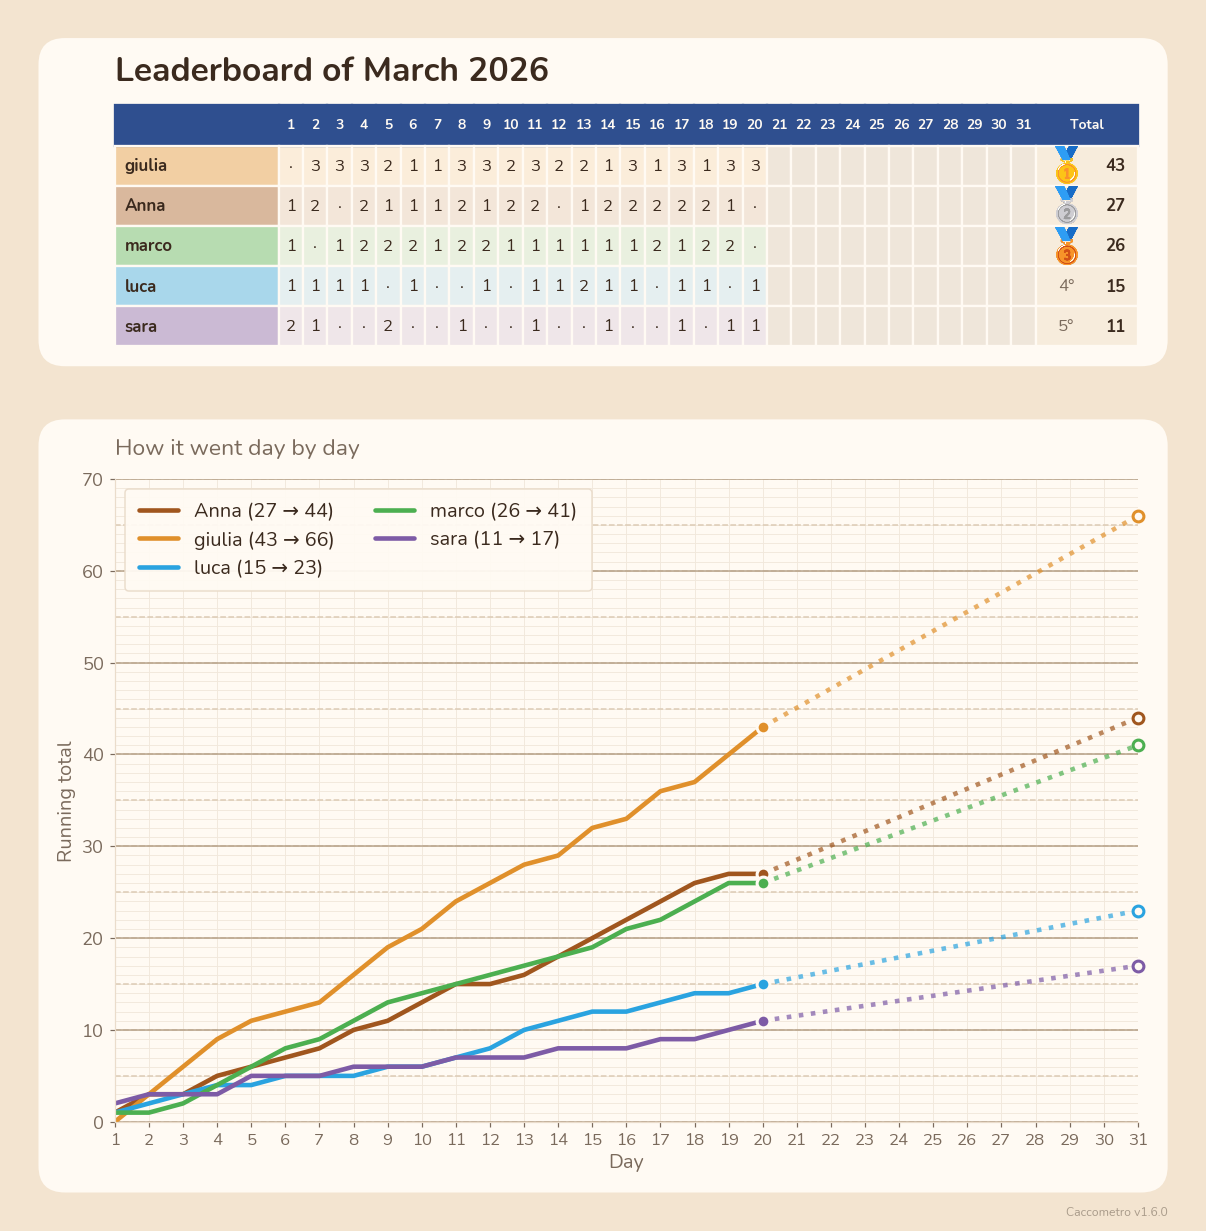 Leaderboard of March 2026
1 2 3 4 5 6 7 8 9 10 11 12 13 14 15 16 17 18 19 20 21 22 23 24 25 26 27 28 29 30 31 Total
giulia · 3 3 3 2 1 1 3 3 2 3 2 2 1 3 1 3 1 3 3 1 43
Anna 1 2 · 2 1 1 1 2 1 2 2 · 1 2 2 2 2 2 1 · 2 27
marco 1 · 1 2 2 2 1 2 2 1 1 1 1 1 1 2 1 2 2 · 3 26
luca 1 1 1 1 · 1 · · 1 · 1 1 2 1 1 · 1 1 · 1 4° 15
sara 2 1 · · 2 · · 1 · · 1 · · 1 · · 1 · 1 1 5° 11
How it went day by day
Anna (27 → 44) marco (26 → 41)
giulia (43 → 66) sara (11 → 17)
luca (15 → 23)
70
60
50
40
30
20
10
0
Running total
1 2 3 4 5 6 7 8 9 10 11 12 13 14 15 16 17 18 19 20 21 22 23 24 25 26 27 28 29 30 31
Day
Caccometro v1.6.0